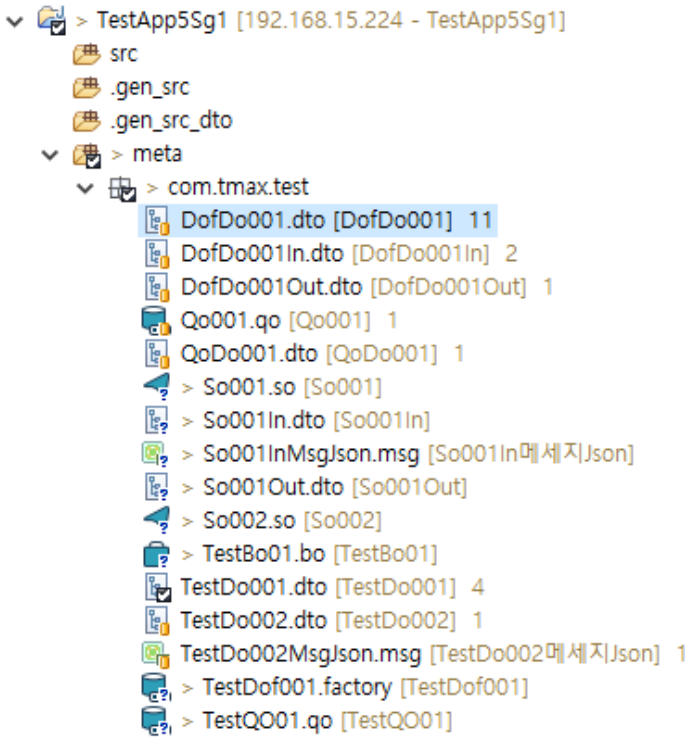 > TestApp5Sg1 [192.168.15.224 - TestApp5Sg1]
src
.gen_src
.gen_src_dto
> meta
> com.tmax.test
DofDo001.dto [DofDo001] 11
DofDo001In.dto [DofDo001In] 2
DofDo001Out.dto [DofDo001Out] 1
Qo001.qo [Qo001] 1
QoDo001.dto [QoDo001] 1
> So001.so [So001]
> So001In.dto [So001In]
> So001InMsgJson.msg [So001In메세지Json]
> So001Out.dto [So001Out]
> So002.so [So002]
> TestBo01.bo [TestBo01]
TestDo001.dto [TestDo001] 4
TestDo002.dto [TestDo002] 1
TestDo002MsgJson.msg [TestDo002메세지Json] 1
> TestDof001.factory [TestDof001]
> TestQO01.qo [TestQO01]